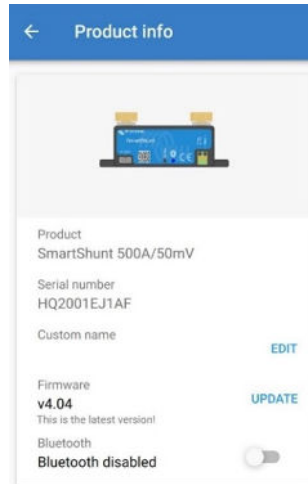 Product info
SmartShunt
Product
SmartShunt 500A/50mV
Serial number
HQ2001EJ1AF
Custom name
EDIT
Firmware
v4.04
UPDATE
This is the latest version!
Bluetooth
Bluetooth disabled